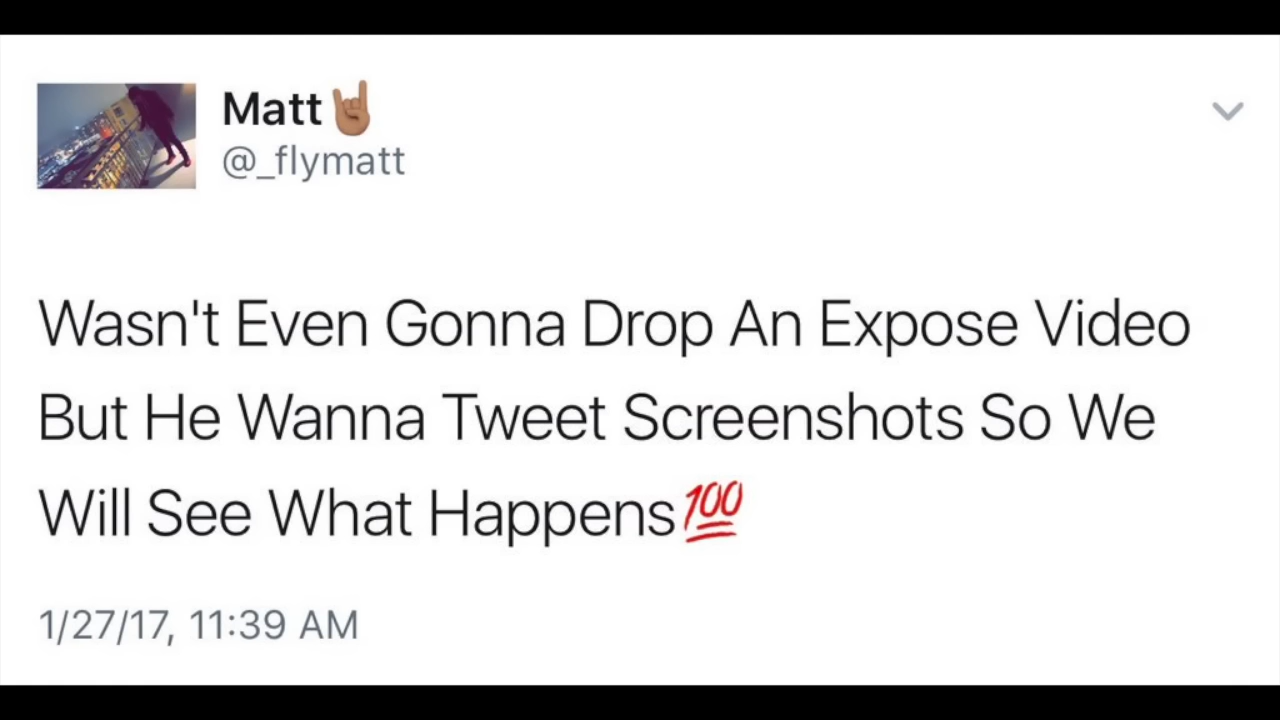 Matt🤘🏽
@_flymatt
Wasn't Even Gonna Drop An Expose Video
But He Wanna Tweet Screenshots So We
Will See What Happens💯
1/27/17, 11:39 AM